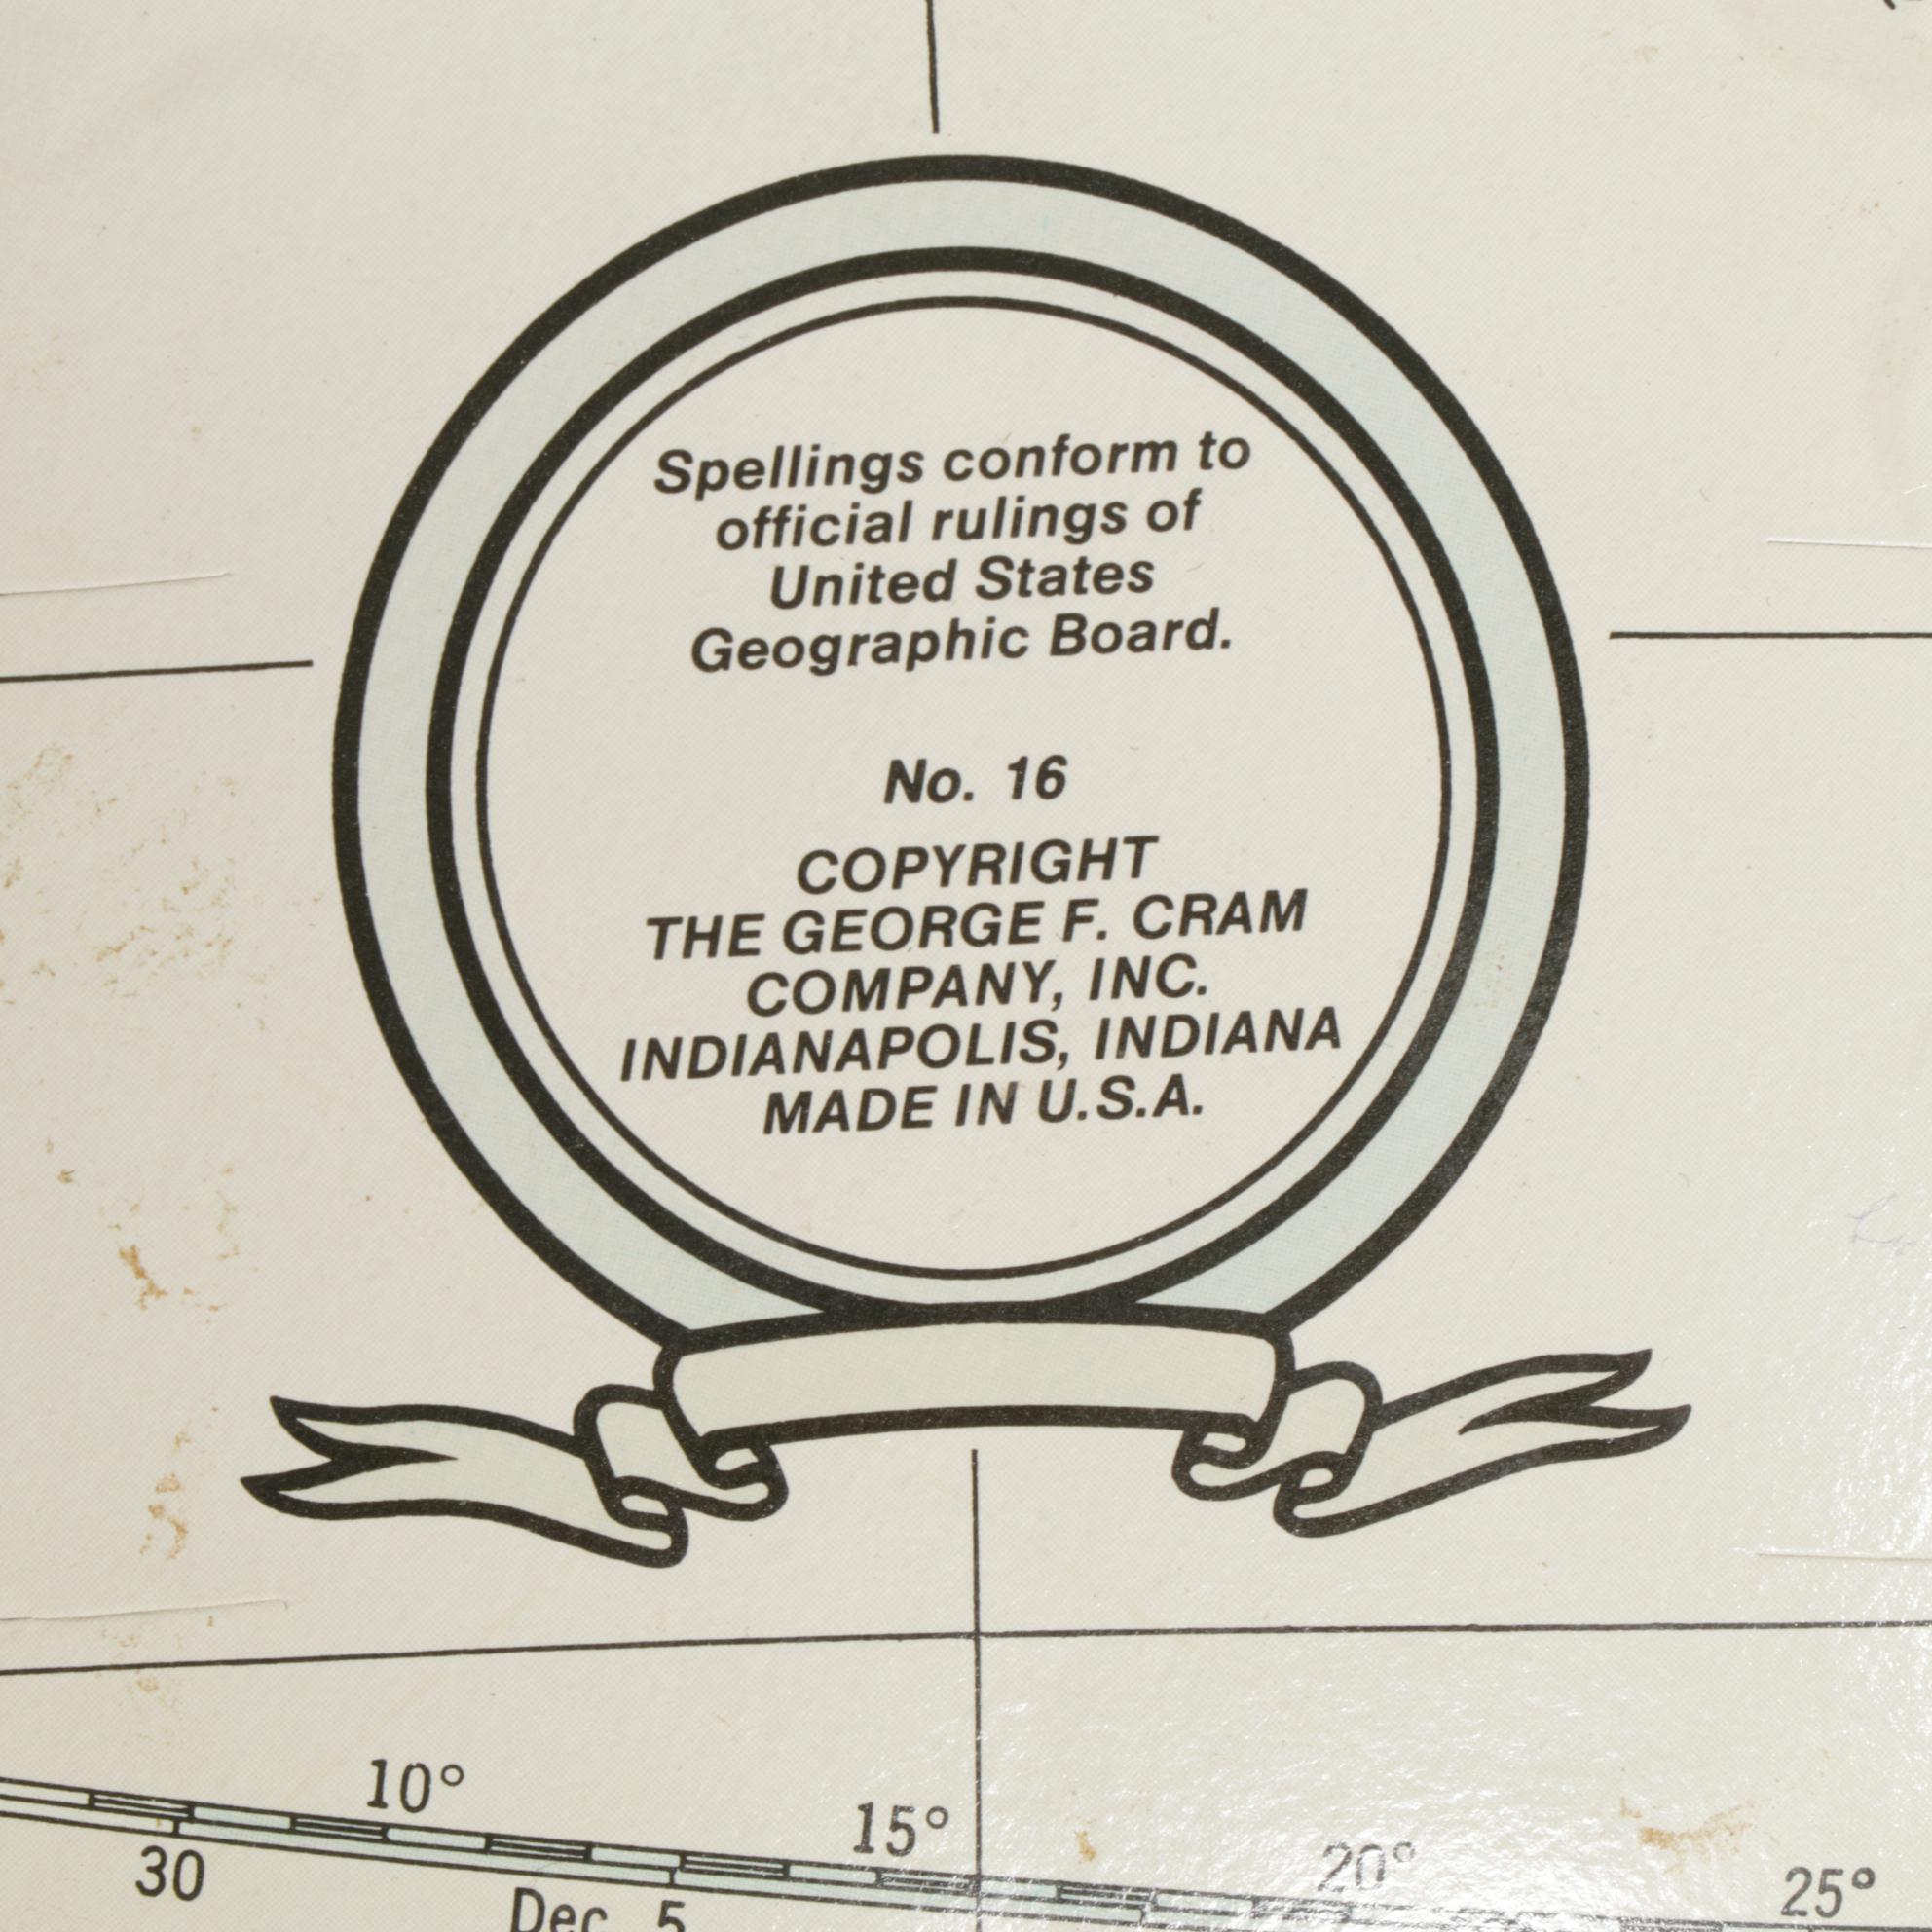 Spellings conform to
official rulings of
United States
Geographic Board.
No. 16
COPYRIGHT
THE GEORGE F. CRAM
COMPANY, INC.
INDIANAPOLIS, INDIANA
MADE IN U.S.A.
10° 15° 20° 25°
30 Dec. 5